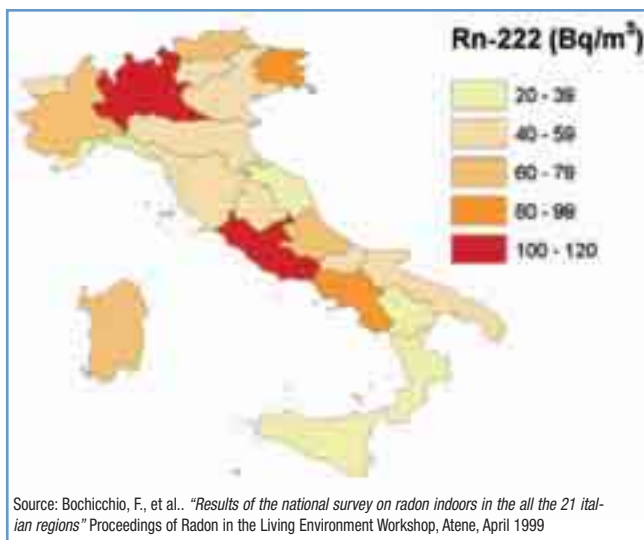 Rn-222 (Bq/m³)
20 - 39
40 - 59
60 - 79
80 - 99
100 - 120
Source: Bochicchio, F., et al.. “Results of the national survey on radon indoors in the all the 21 ital-
ian regions” Proceedings of Radon in the Living Environment Workshop, Atene, April 1999